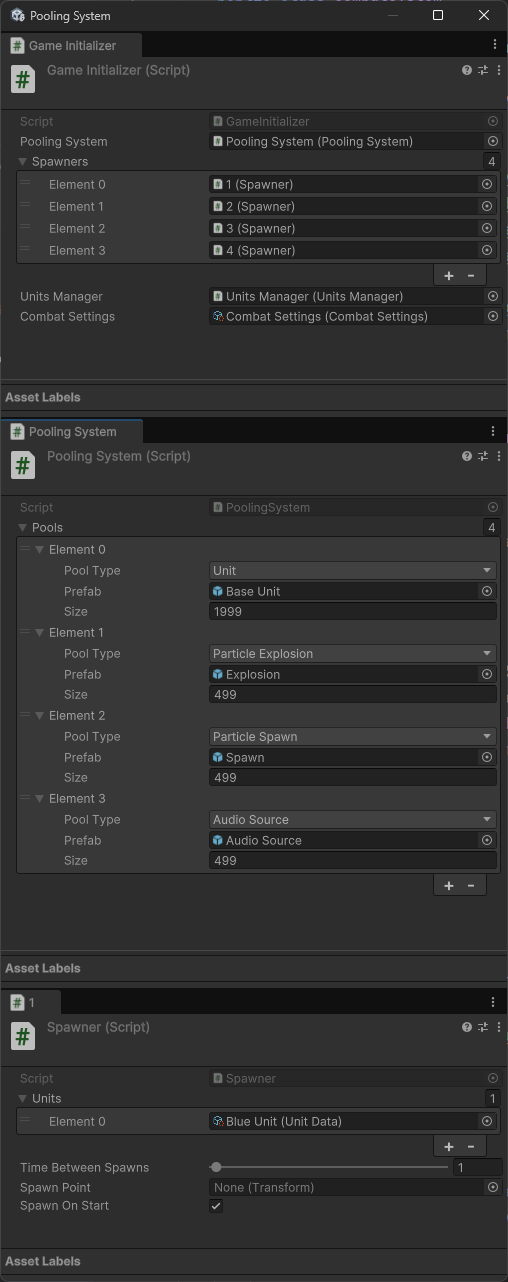 Pooling System
Game Initializer
Game Initializer (Script)
Script GameInitializer
Pooling System Pooling System (Pooling System)
Spawners 4
Element 0 1 (Spawner)
Element 1 2 (Spawner)
Element 2 3 (Spawner)
Element 3 4 (Spawner)
Units Manager Units Manager (Units Manager)
Combat Settings Combat Settings (Combat Settings)
Asset Labels
Pooling System
Pooling System (Script)
Script PoolingSystem
Pools 4
Element 0
Pool Type Unit
Prefab Base Unit
Size 1999
Element 1
Pool Type Particle Explosion
Prefab Explosion
Size 499
Element 2
Pool Type Particle Spawn
Prefab Spawn
Size 499
Element 3
Pool Type Audio Source
Prefab Audio Source
Size 499
Asset Labels
1
Spawner (Script)
Script Spawner
Units 1
Element 0 Blue Unit (Unit Data)
Time Between Spawns 1
Spawn Point None (Transform)
Spawn On Start
Asset Labels